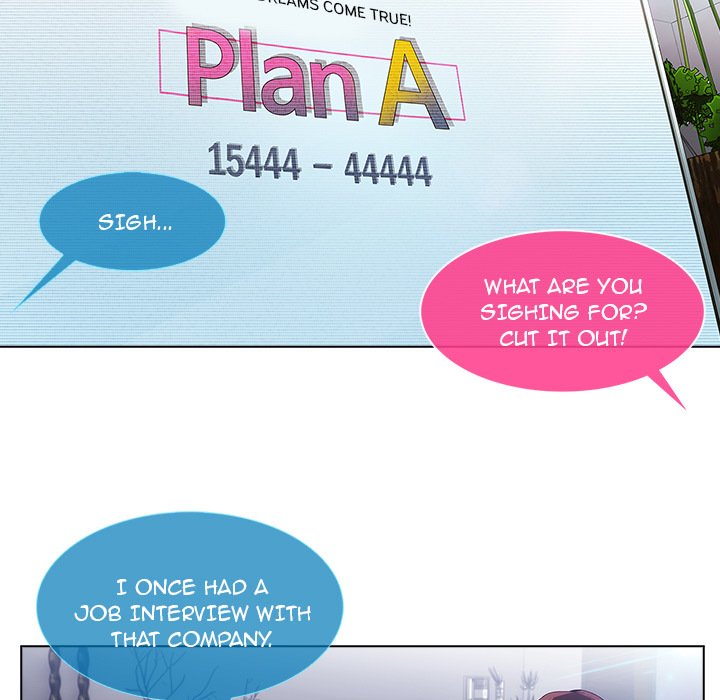 COME TRUE!
Plan A
15444 - 44444
SIGH...
WHAT ARE YOU
SIGHING FOR?
CUT IT OUT!
I ONCE HAD A
JOB INTERVIEW WITH
THAT COMPANY.